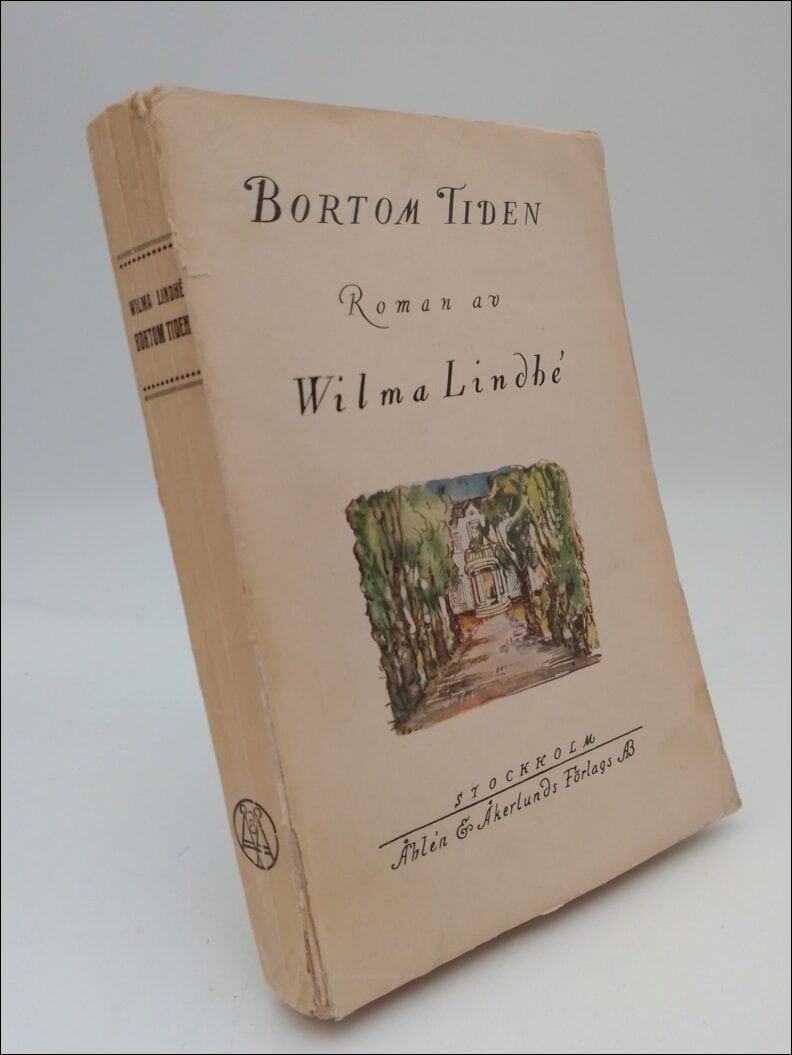 BORTOM TIDEN
Roman av
Wilma Lindhé
STOCKHOLM
Åhlén & Åkerlunds Förlags AB
WILMA LINDHÉ
BORTOM TIDEN